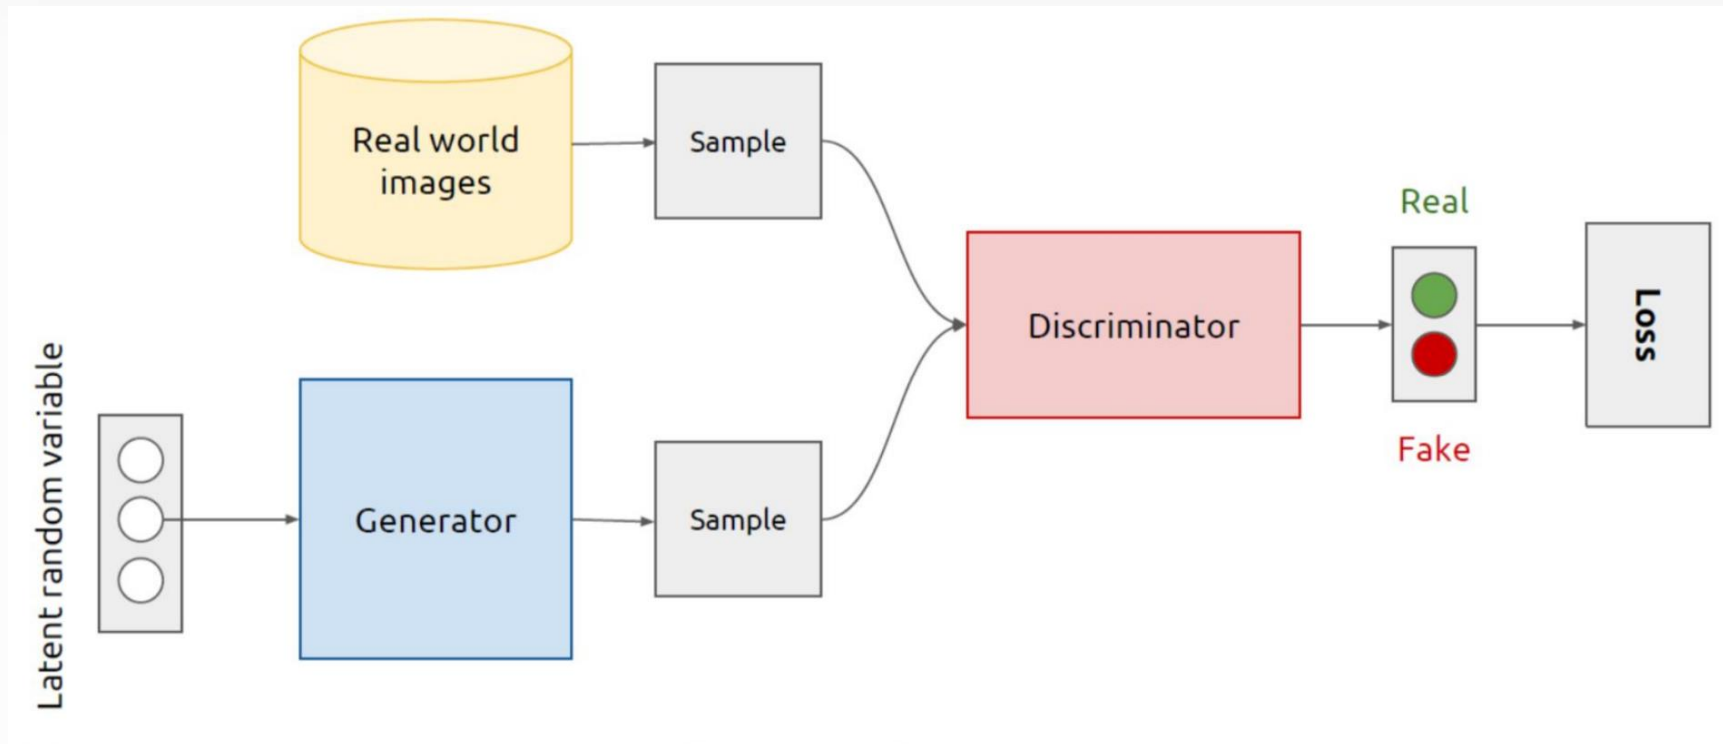 Real world
images
Sample
Real
Discriminator
Loss
Fake
Latent random variable
Generator
Sample